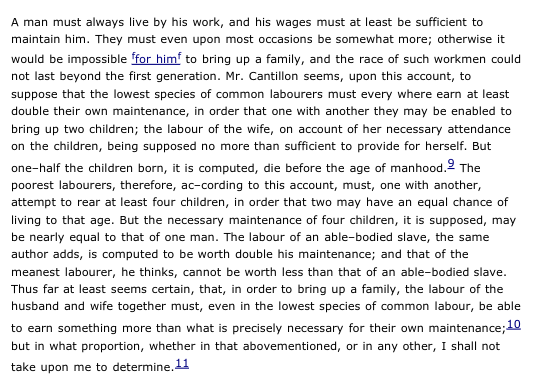 A man must always live by his work, and his wages must at least be sufficient to
maintain him. They must even upon most occasions be somewhat more; otherwise it
would be impossible ffor himf to bring up a family, and the race of such workmen could
not last beyond the first generation. Mr. Cantillon seems, upon this account, to
suppose that the lowest species of common labourers must every where earn at least
double their own maintenance, in order that one with another they may be enabled to
bring up two children; the labour of the wife, on account of her necessary attendance
on the children, being supposed no more than sufficient to provide for herself. But
one–half the children born, it is computed, die before the age of manhood.9 The
poorest labourers, therefore, ac–cording to this account, must, one with another,
attempt to rear at least four children, in order that two may have an equal chance of
living to that age. But the necessary maintenance of four children, it is supposed, may
be nearly equal to that of one man. The labour of an able–bodied slave, the same
author adds, is computed to be worth double his maintenance; and that of the
meanest labourer, he thinks, cannot be worth less than that of an able–bodied slave.
Thus far at least seems certain, that, in order to bring up a family, the labour of the
husband and wife together must, even in the lowest species of common labour, be able
to earn something more than what is precisely necessary for their own maintenance;10
but in what proportion, whether in that abovementioned, or in any other, I shall not
take upon me to determine.11